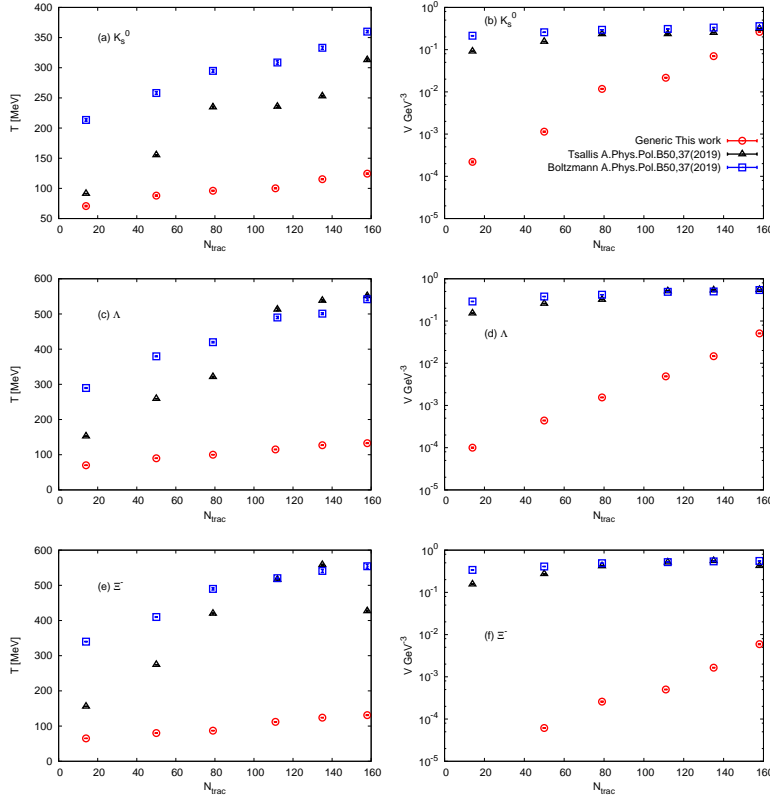 400
350
300
250
200
150
100
50
T [MeV]
(a) K_s^0
0 20 40 60 80 100 120 140 160
N_trac
10^0
10^-1
10^-2
10^-3
10^-4
10^-5
V GeV^-3
(b) K_s^0
Generic This work
Tsallis A.Phys.Pol.B50,37(2019)
Boltzmann A.Phys.Pol.B50,37(2019)
0 20 40 60 80 100 120 140 160
N_trac
600
500
400
300
200
100
0
T [MeV]
(c) Λ
0 20 40 60 80 100 120 140 160
N_trac
10^0
10^-1
10^-2
10^-3
10^-4
10^-5
V GeV^-3
(d) Λ
0 20 40 60 80 100 120 140 160
N_trac
600
500
400
300
200
100
0
T [MeV]
(e) Ξ^-
0 20 40 60 80 100 120 140 160
N_trac
10^0
10^-1
10^-2
10^-3
10^-4
10^-5
V GeV^-3
(f) Ξ^-
0 20 40 60 80 100 120 140 160
N_trac